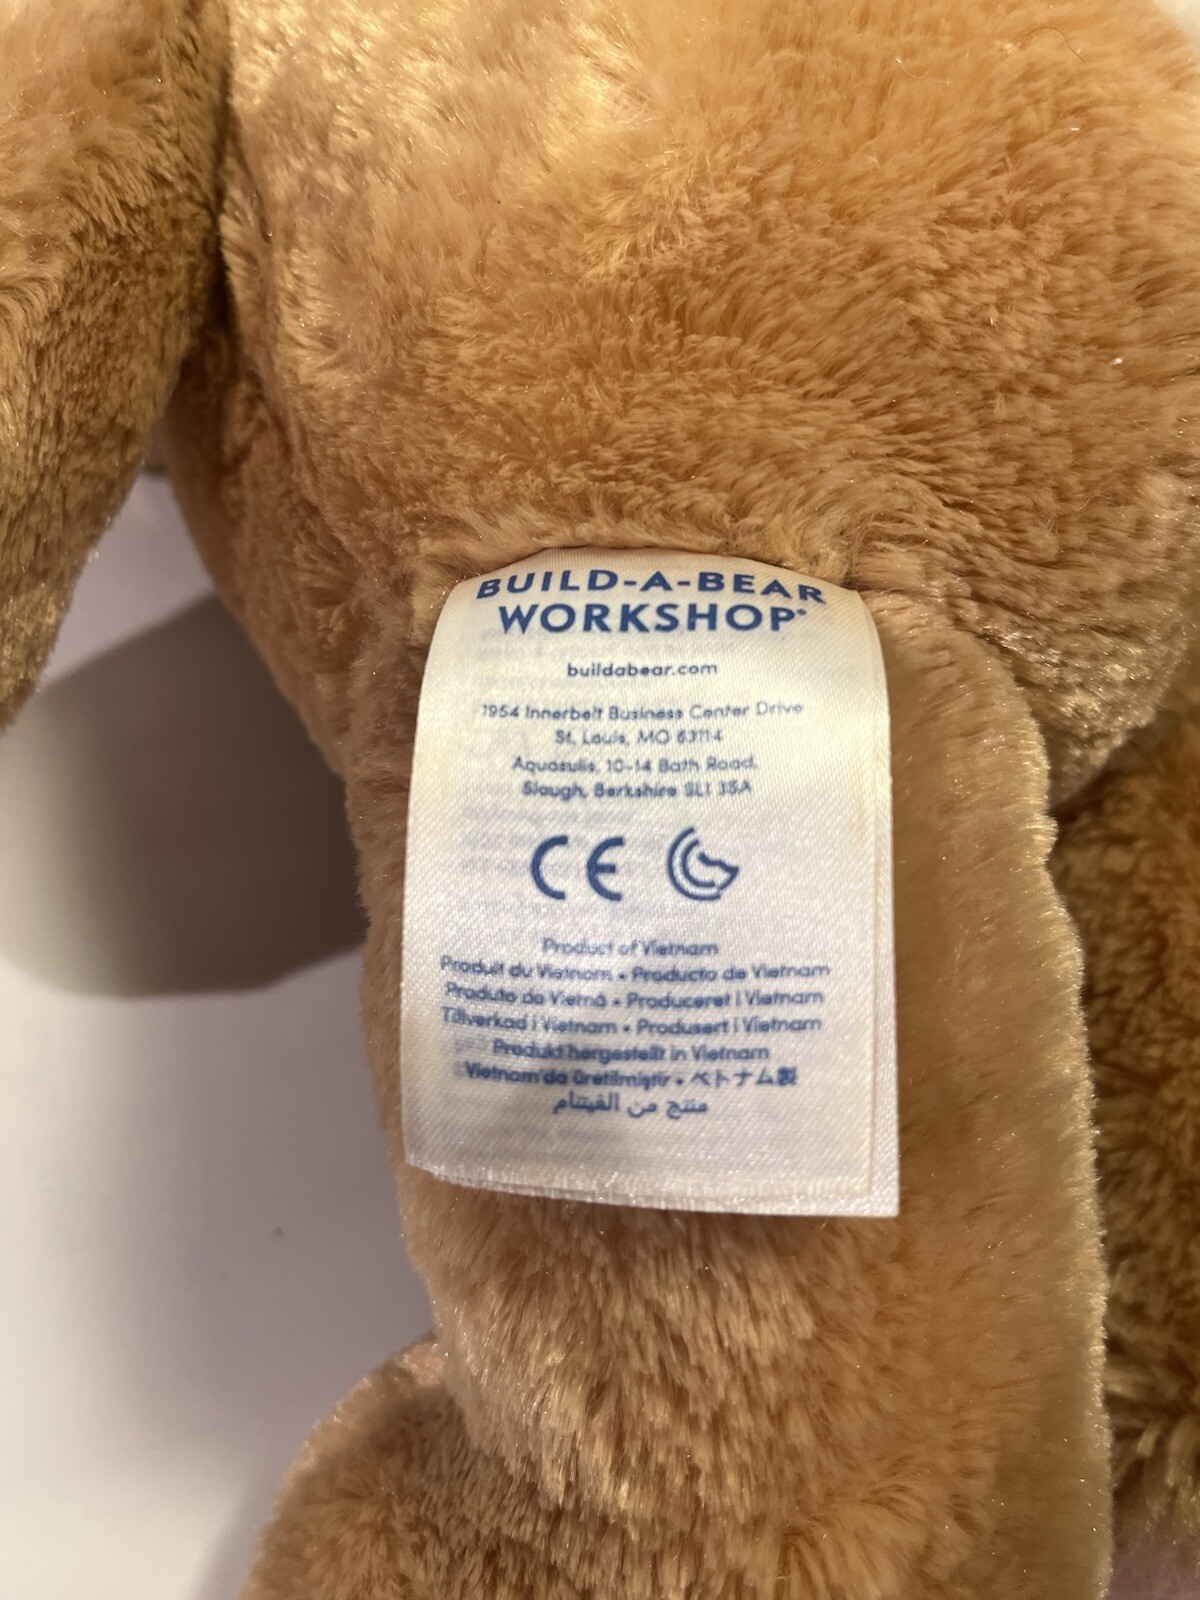 BUILD-A-BEAR
WORKSHOP®
buildabear.com
1954 Innerbelt Business Center Drive
St. Louis, MO 63114
Aquasulis, 10-14 Bath Road,
Slough, Berkshire SL1 3SA
CE
Product of Vietnam
Produit du Vietnam • Producto de Vietnam
Produto do Vietnã • Produceret i Vietnam
Tillverkad i Vietnam • Produsert i Vietnam
Produkt hergestellt in Vietnam
Vietnam'da üretilmiştir • ベトナム製
منتج من الفيتنام